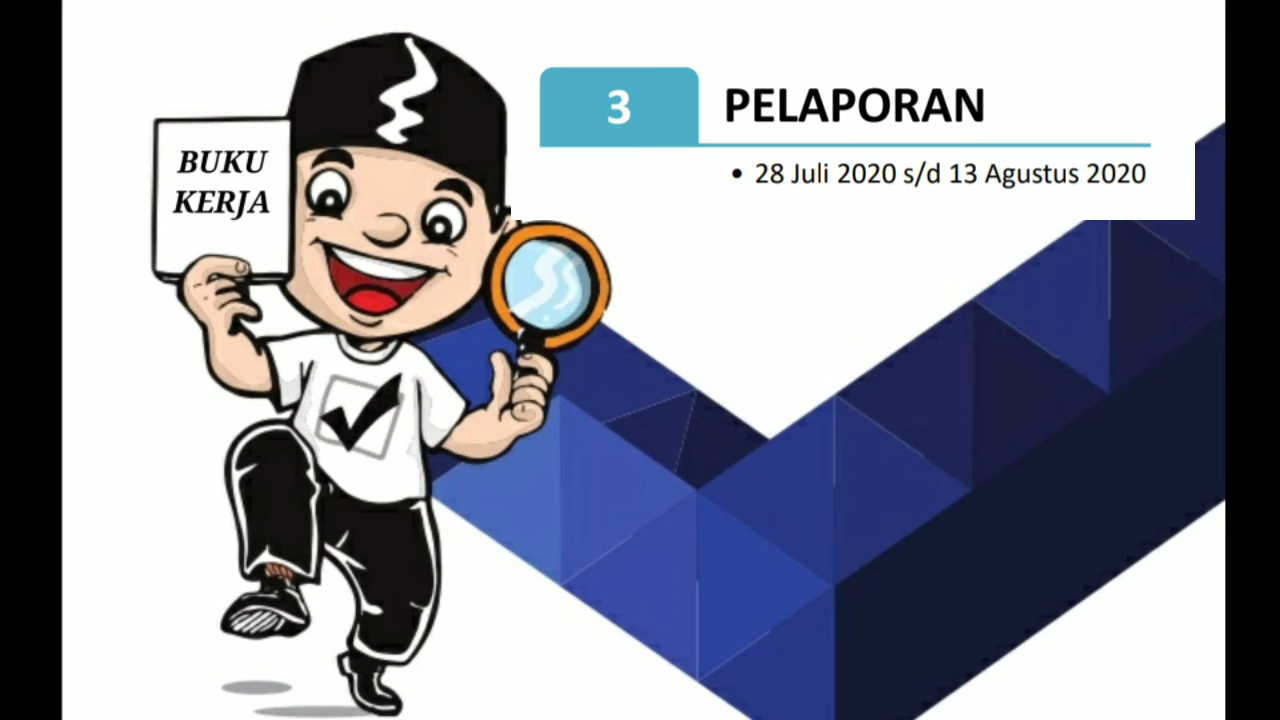 BUKU
KERJA
3
PELAPORAN
• 28 Juli 2020 s/d 13 Agustus 2020